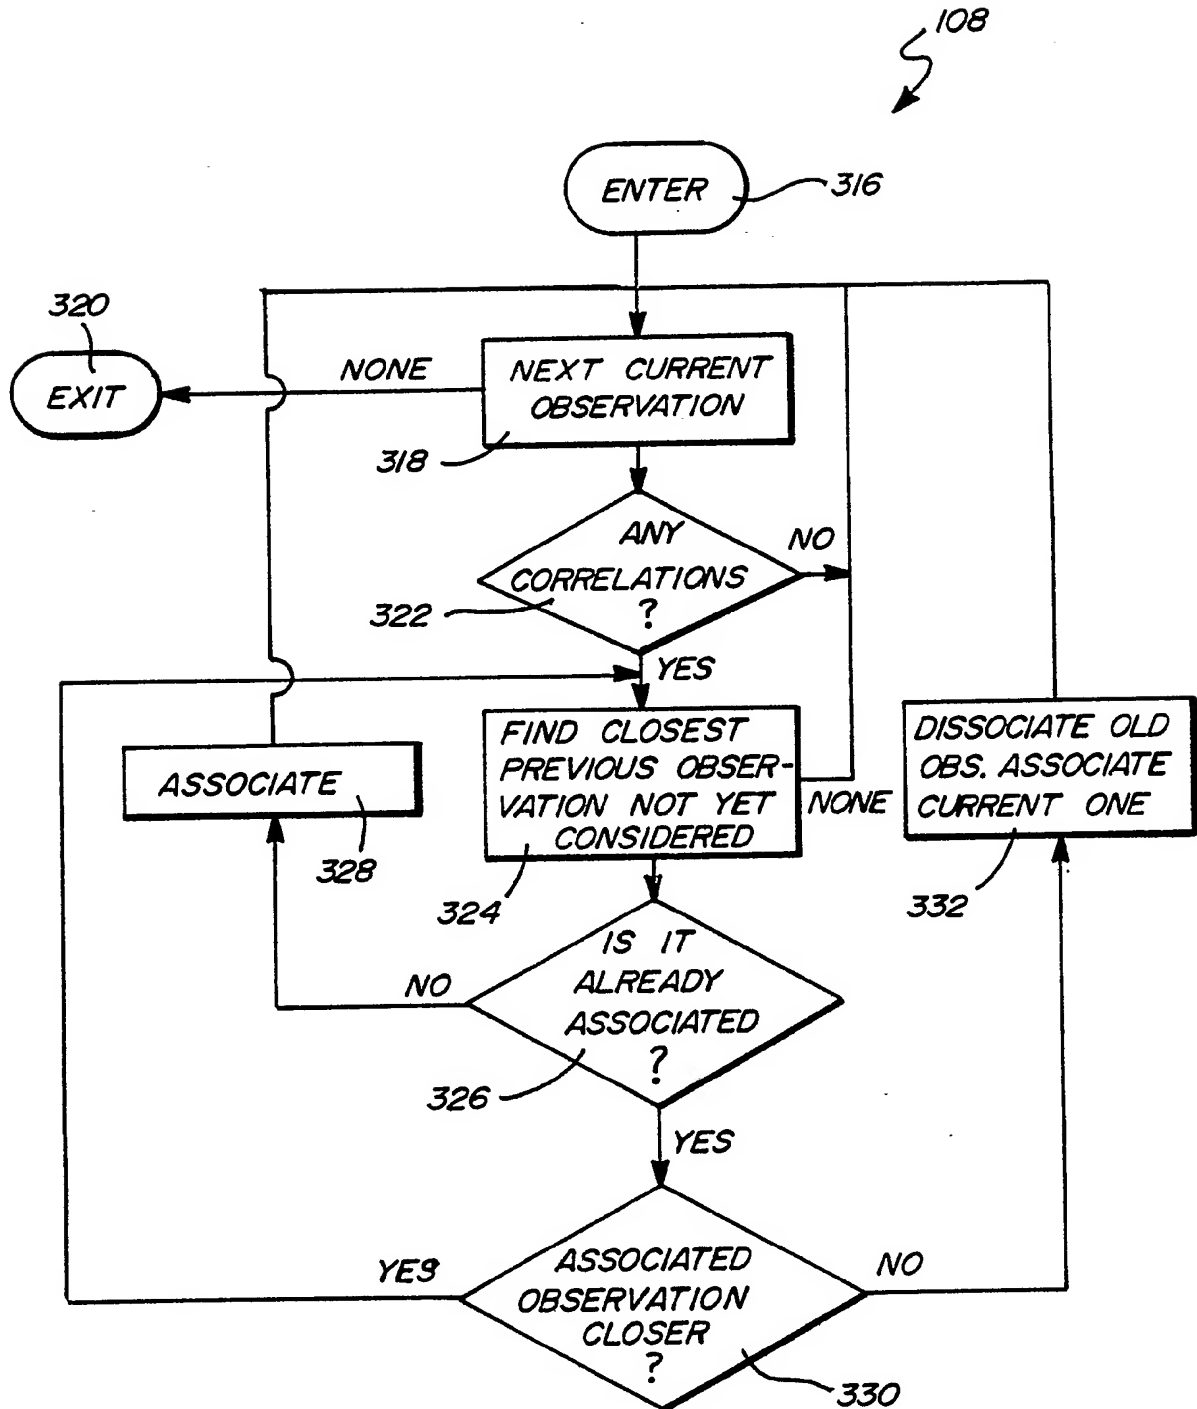 108
ENTER
316
320
EXIT
NONE
NEXT CURRENT
OBSERVATION
318
ANY
CORRELATIONS
?
NO
322
YES
ASSOCIATE
328
FIND CLOSEST
PREVIOUS OBSER-
VATION NOT YET
CONSIDERED
NONE
324
DISSOCIATE OLD
OBS. ASSOCIATE
CURRENT ONE
332
IS IT
ALREADY
ASSOCIATED
?
NO
326
YES
ASSOCIATED
OBSERVATION
CLOSER
?
YES
NO
330